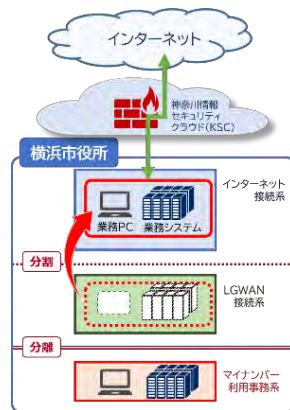 インターネット
神奈川情報
セキュリティ
クラウド(KSC)
横浜市役所
インターネット
接続系
業務PC 業務システム
分割
LGWAN
接続系
分離
マイナンバー
利用事務系